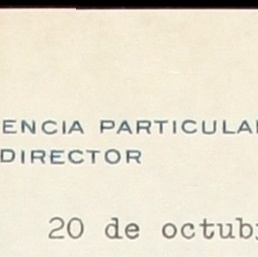 ENCIA PARTICULA
DIRECTOR
20 de octub